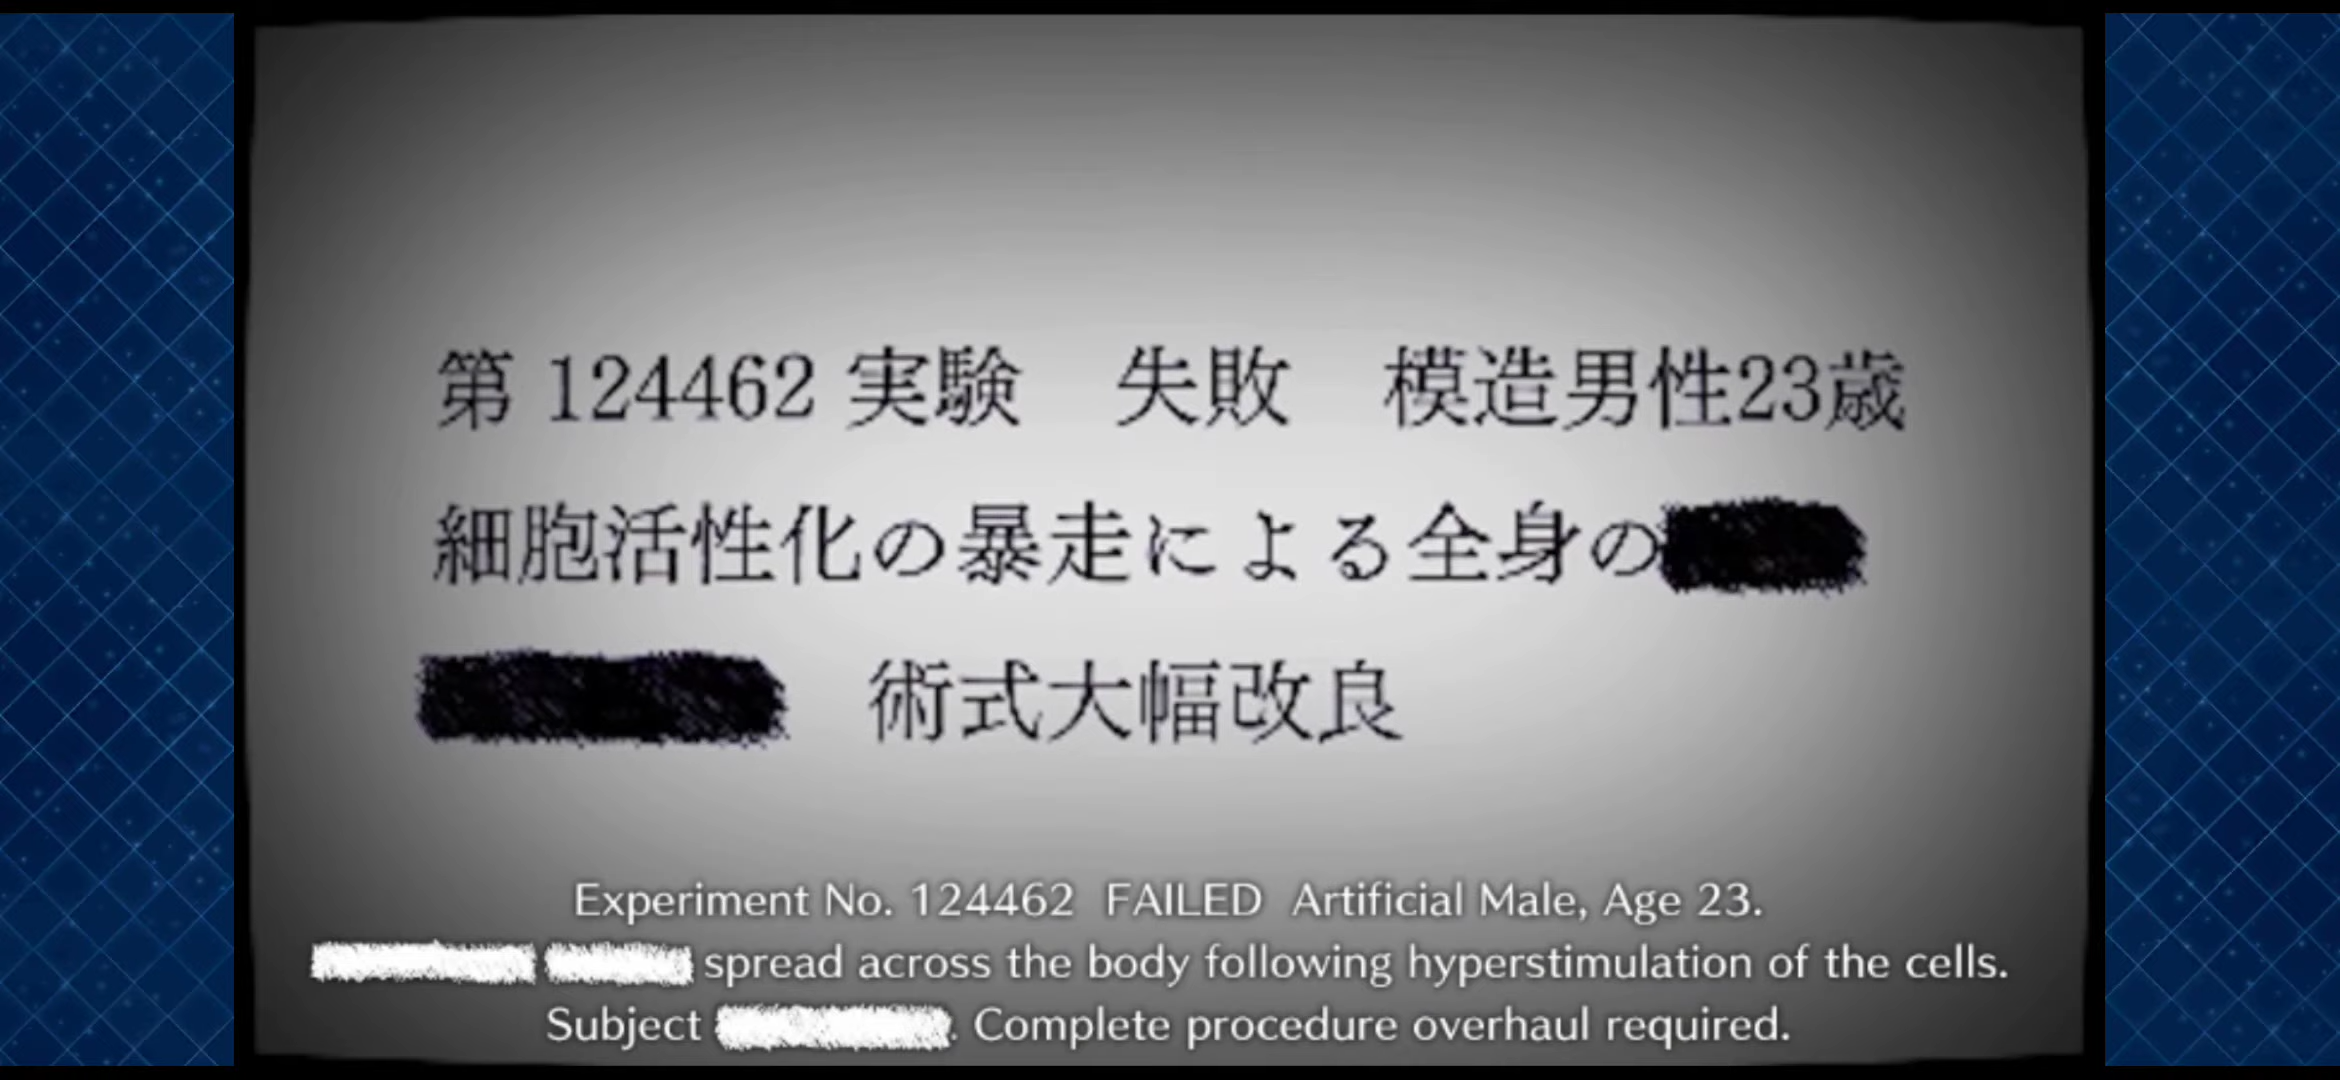 第 124462 実験　失敗　模造男性23歳
細胞活性化の暴走による全身の
術式大幅改良
Experiment No. 124462 FAILED Artificial Male, Age 23.
spread across the body following hyperstimulation of the cells.
Subject . Complete procedure overhaul required.